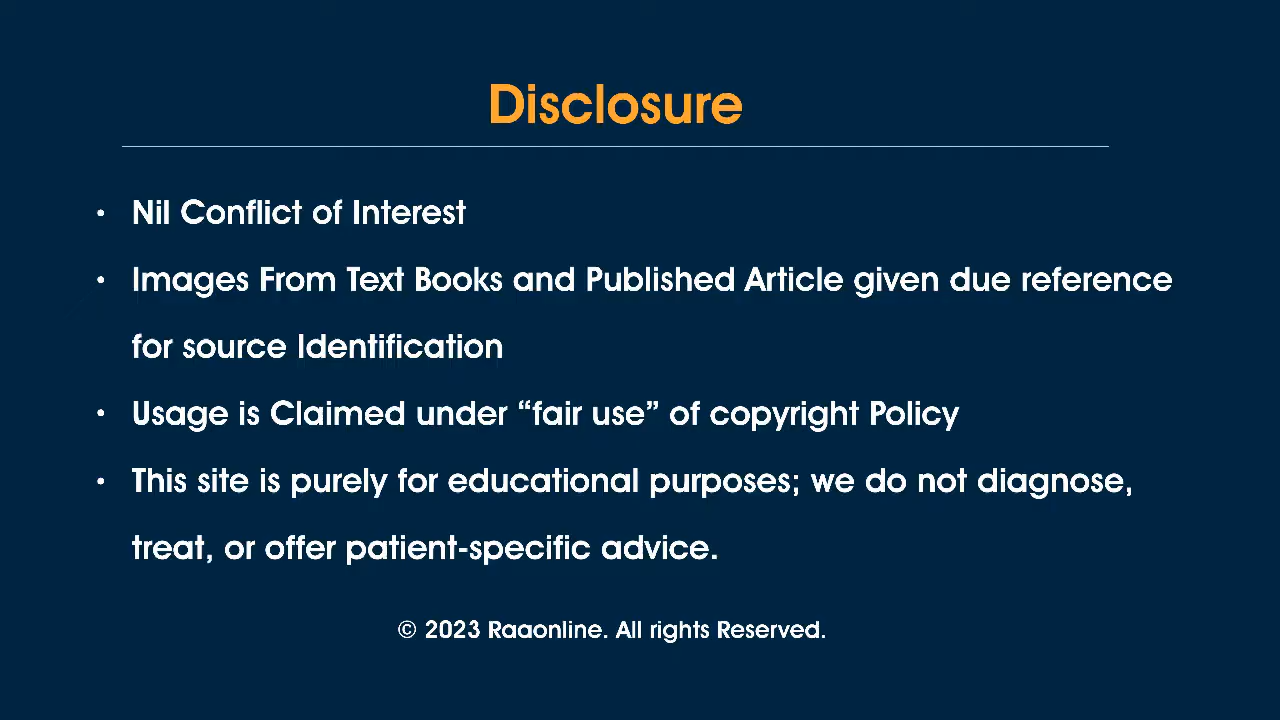 Disclosure
• Nil Conflict of Interest
• Images From Text Books and Published Article given due reference
for source Identification
• Usage is Claimed under “fair use” of copyright Policy
• This site is purely for educational purposes; we do not diagnose,
treat, or offer patient-specific advice.
© 2023 Raaonline. All rights Reserved.